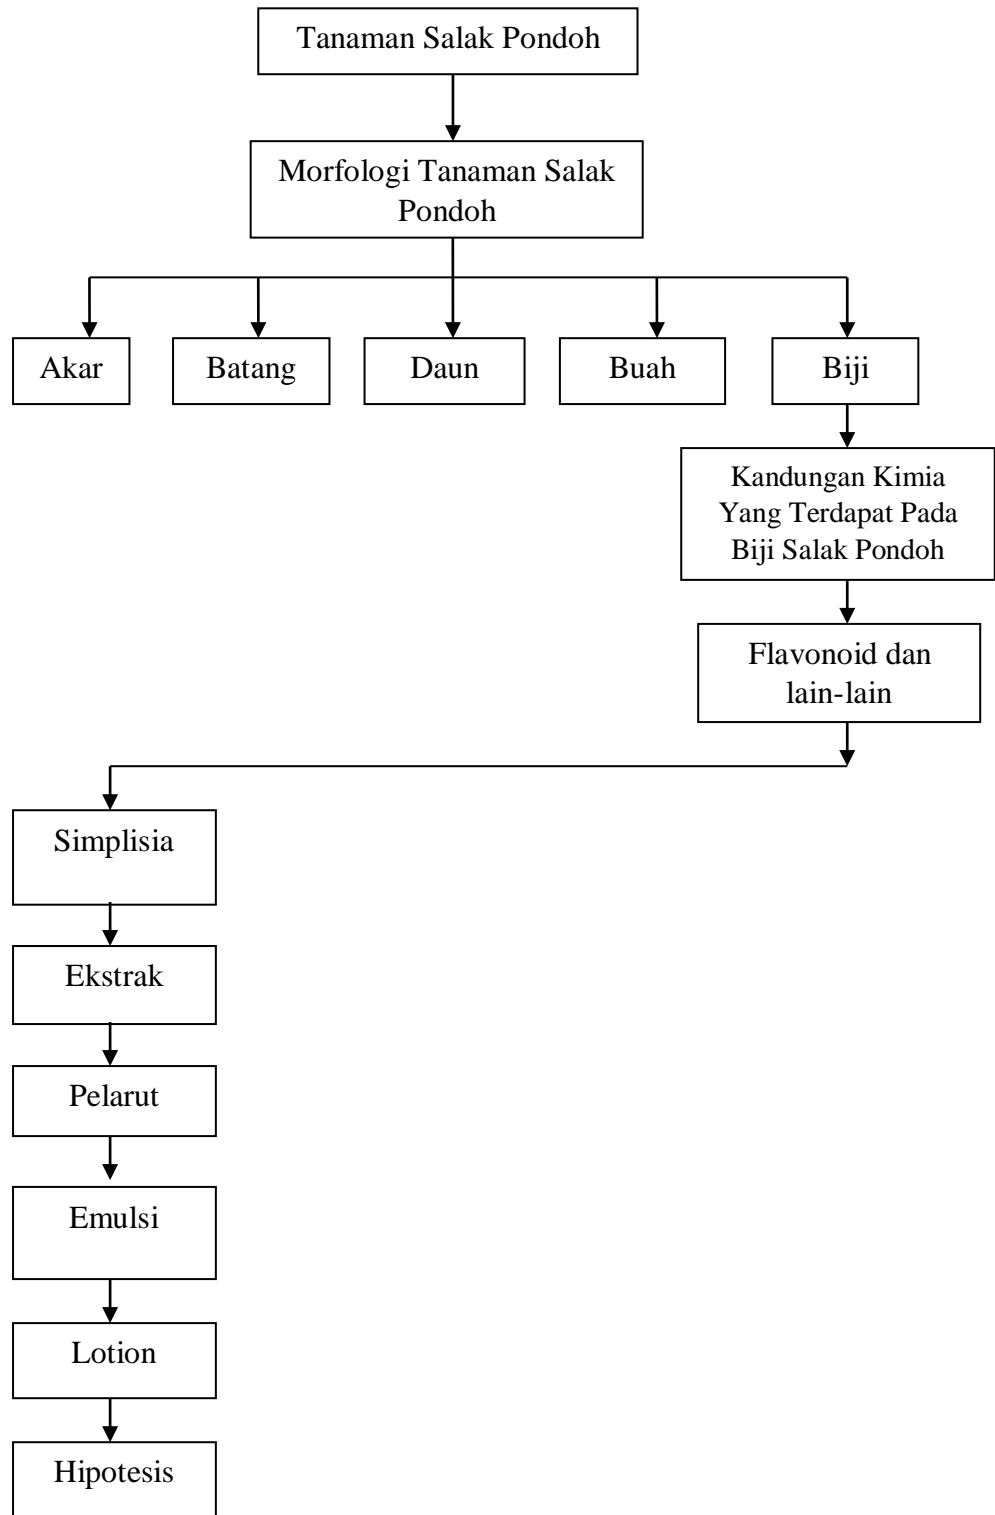 Tanaman Salak Pondoh
Morfologi Tanaman Salak
Pondoh
Akar
Batang
Daun
Buah
Biji
Kandungan Kimia
Yang Terdapat Pada
Biji Salak Pondoh
Flavonoid dan
lain-lain
Simplisia
Ekstrak
Pelarut
Emulsi
Lotion
Hipotesis